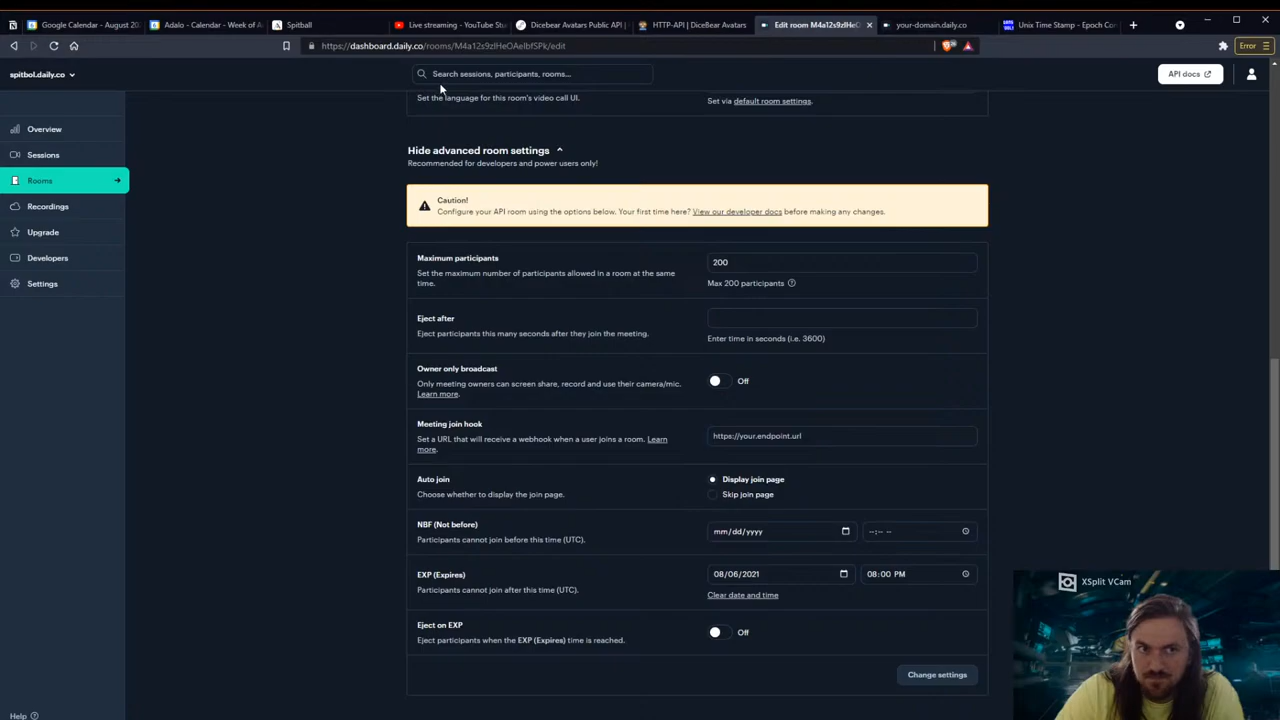 Google Calendar - August 20
Adalo - Calendar - Week of A
Spitball
Live streaming - YouTube Stu
Dicebear Avatars Public API |
HTTP-API | DiceBear Avatars
Edit room M4a12s9zIHeO
your-domain.daily.co
Unix Time Stamp - Epoch Con
https://dashboard.daily.co/rooms/M4a12s9zIHeOAelbfSPk/edit
Error
spitbol.daily.co
Search sessions, participants, rooms...
API docs
Set the language for this room's video call UI.
Set via default room settings.
Overview
Sessions
Rooms
Recordings
Upgrade
Developers
Settings
Hide advanced room settings
Recommended for developers and power users only!
Caution!
Configure your API room using the options below. Your first time here? View our developer docs before making any changes.
Maximum participants
Set the maximum number of participants allowed in a room at the same
time.
200
Max 200 participants
Eject after
Eject participants this many seconds after they join the meeting.
Enter time in seconds (i.e. 3600)
Owner only broadcast
Only meeting owners can screen share, record and use their camera/mic.
Learn more.
Off
Meeting join hook
Set a URL that will receive a webhook when a user joins a room. Learn
more.
https://your.endpoint.url
Auto join
Choose whether to display the join page.
Display join page
Skip join page
NBF (Not before)
Participants cannot join before this time (UTC).
mm/dd/yyyy
--:-- --
EXP (Expires)
Participants cannot join after this time (UTC).
08/06/2021
08:00 PM
Clear date and time
Eject on EXP
Eject participants when the EXP (Expires) time is reached.
Off
Change settings
Help
XSplit VCam